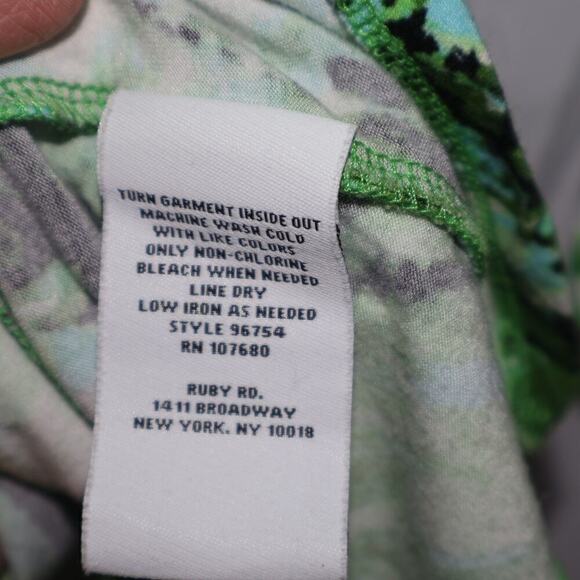 TURN GARMENT INSIDE OUT
MACHINE WASH COLD
WITH LIKE COLORS
ONLY NON-CHLORINE
BLEACH WHEN NEEDED
LINE DRY
LOW IRON AS NEEDED
STYLE 96754
RN 107680
RUBY RD.
1411 BROADWAY
NEW YORK. NY 10018